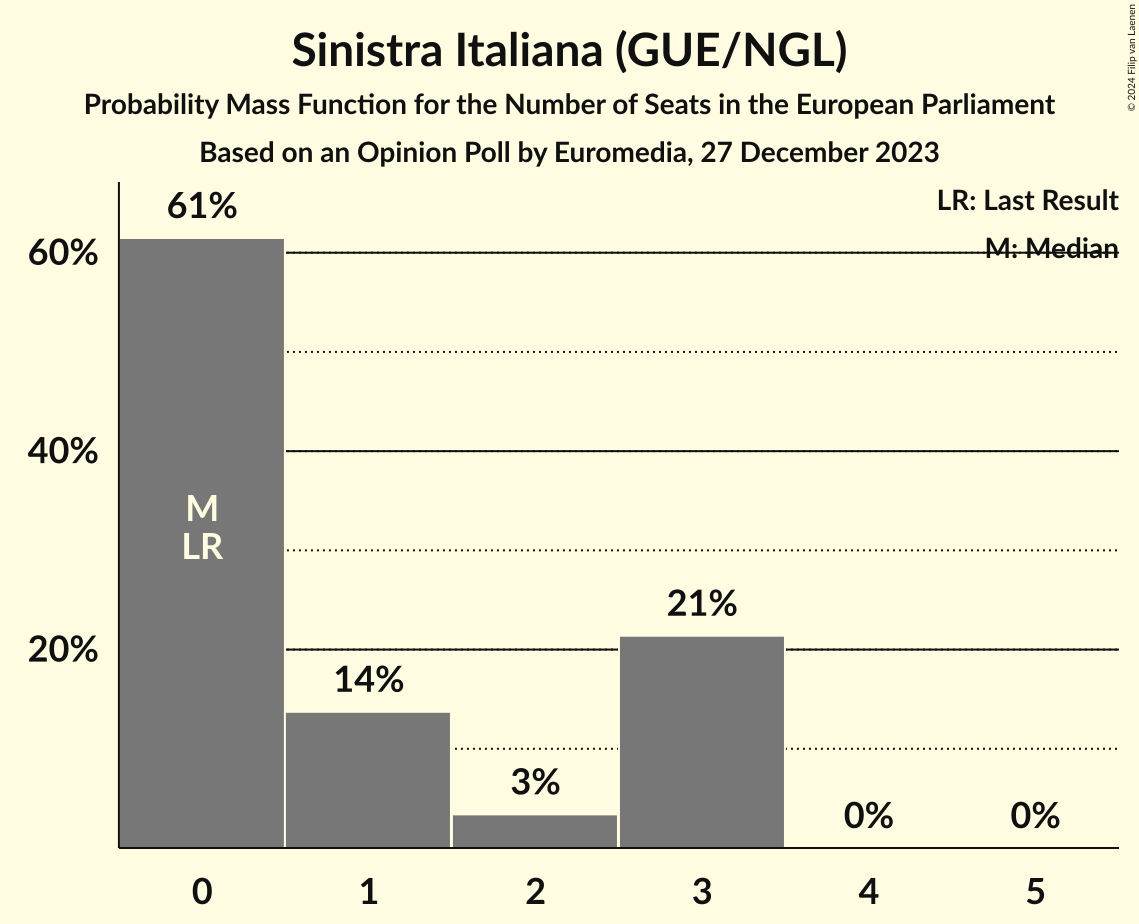 Sinistra Italiana (GUE/NGL)
Probability Mass Function for the Number of Seats in the European Parliament
Based on an Opinion Poll by Euromedia, 27 December 2023
© 2024 Filip van Laenen
LR: Last Result
M: Median
61%
60%
40%
M
LR
21%
20%
14%
3%
0%
0%
0
1
2
3
4
5